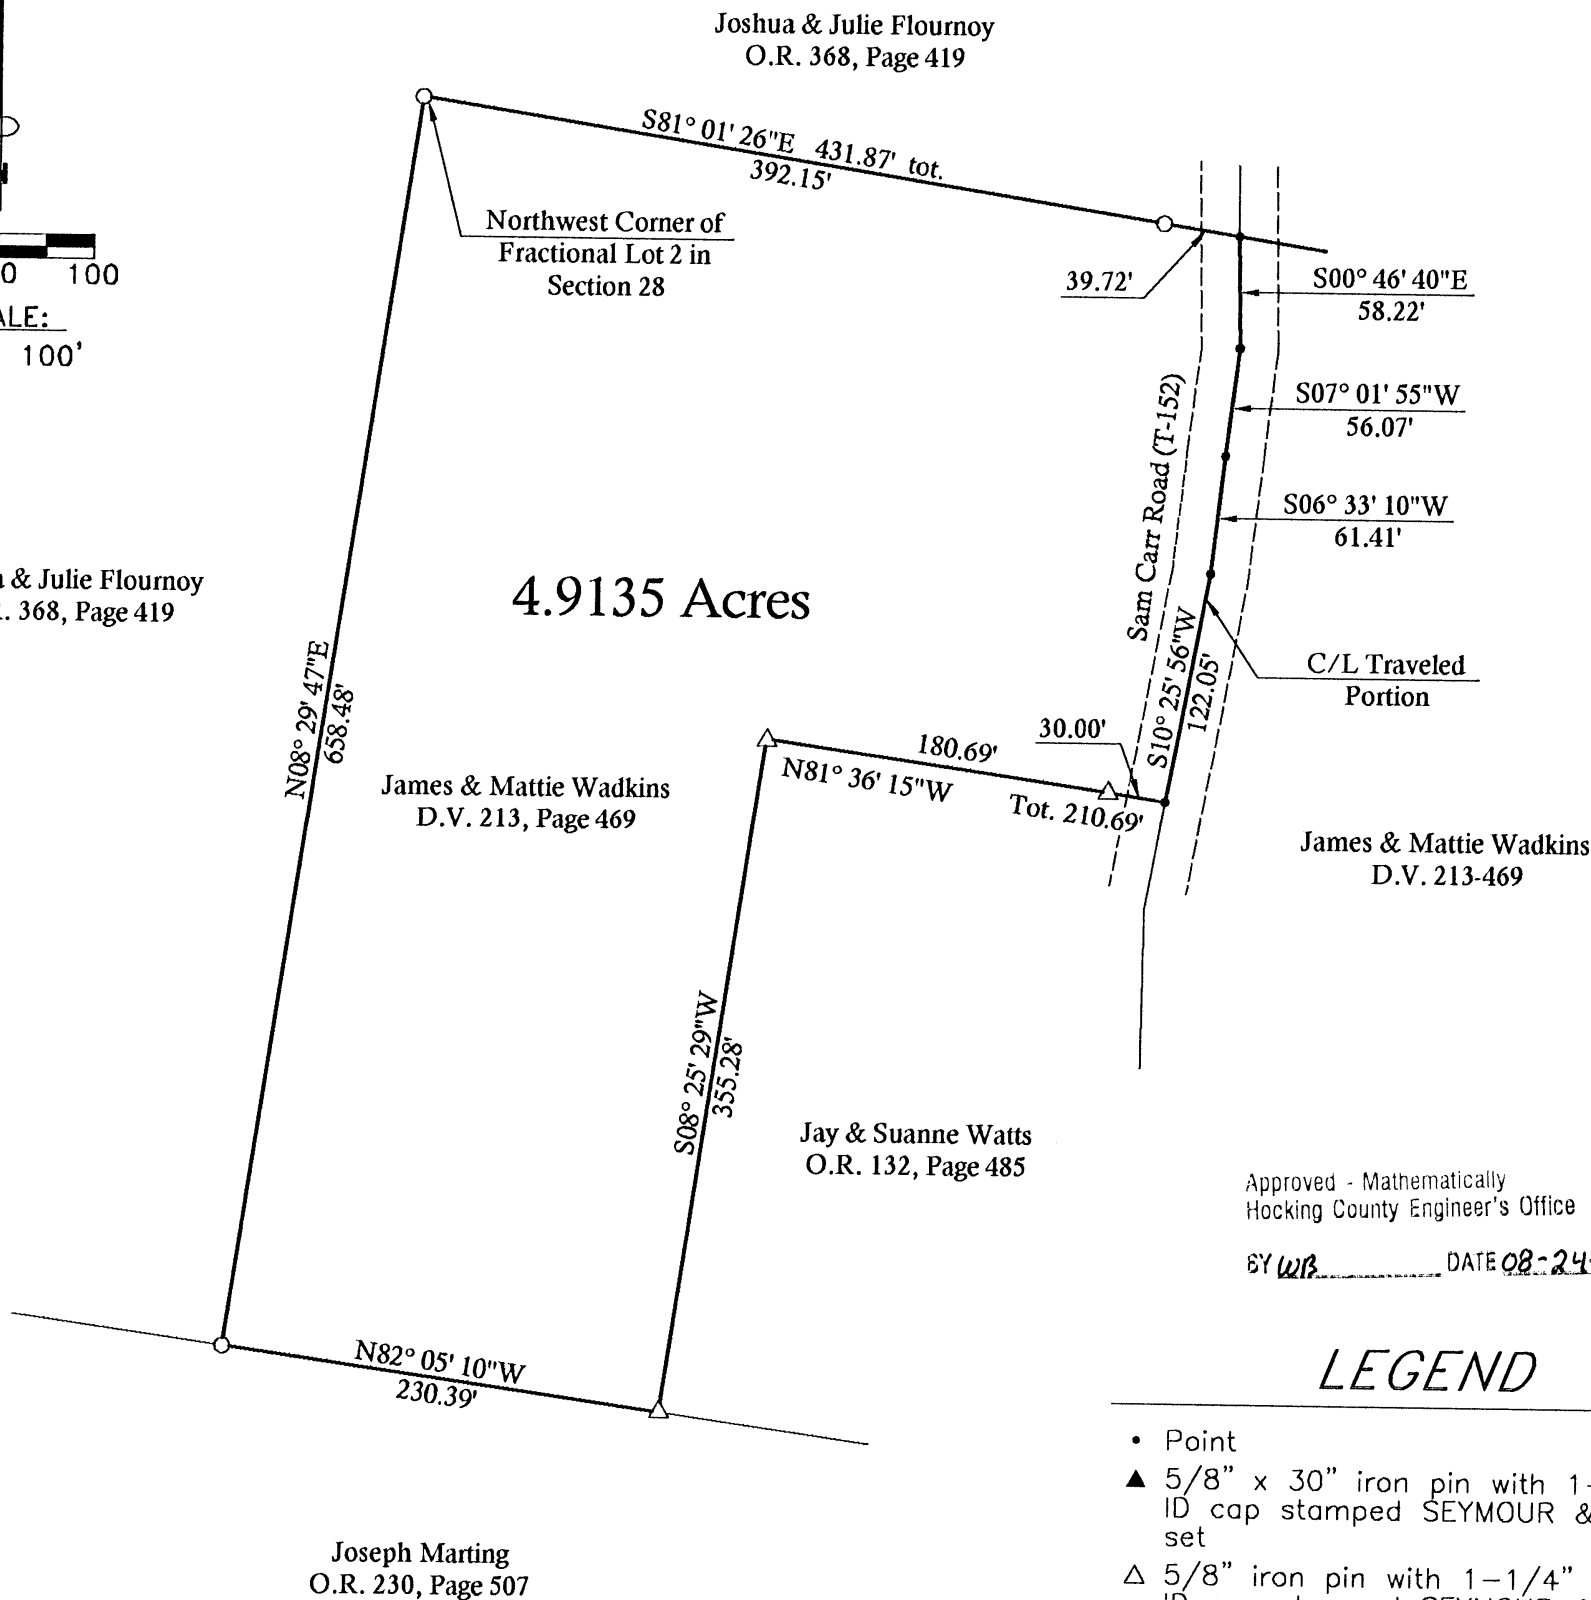 Joshua & Julie Flournoy
O.R. 368, Page 419
S81° 01' 26"E 431.87' tot.
392.15'
Northwest Corner of
Fractional Lot 2 in
Section 28
39.72'
S00° 46' 40"E
58.22'
0 100
ALE:
100'
S07° 01' 55"W
56.07'
Sam Carr Road (T-152)
S06° 33' 10"W
61.41'
& Julie Flournoy
. 368, Page 419
4.9135 Acres
S10° 25' 56"W
122.05'
C/L Traveled
Portion
N08° 29' 47"E
658.48'
30.00'
180.69'
N81° 36' 15"W
Tot. 210.69'
James & Mattie Wadkins
D.V. 213, Page 469
James & Mattie Wadkins
D.V. 213-469
S08° 25' 29"W
355.28'
Jay & Suanne Watts
O.R. 132, Page 485
Approved - Mathematically
Hocking County Engineer's Office
BY WB DATE 08-24-
N82° 05' 10"W
230.39'
LEGEND
• Point
▲ 5/8" x 30" iron pin with 1-
ID cap stamped SEYMOUR &
set
△ 5/8" iron pin with 1-1/4"
Joseph Marting
O.R. 230, Page 507